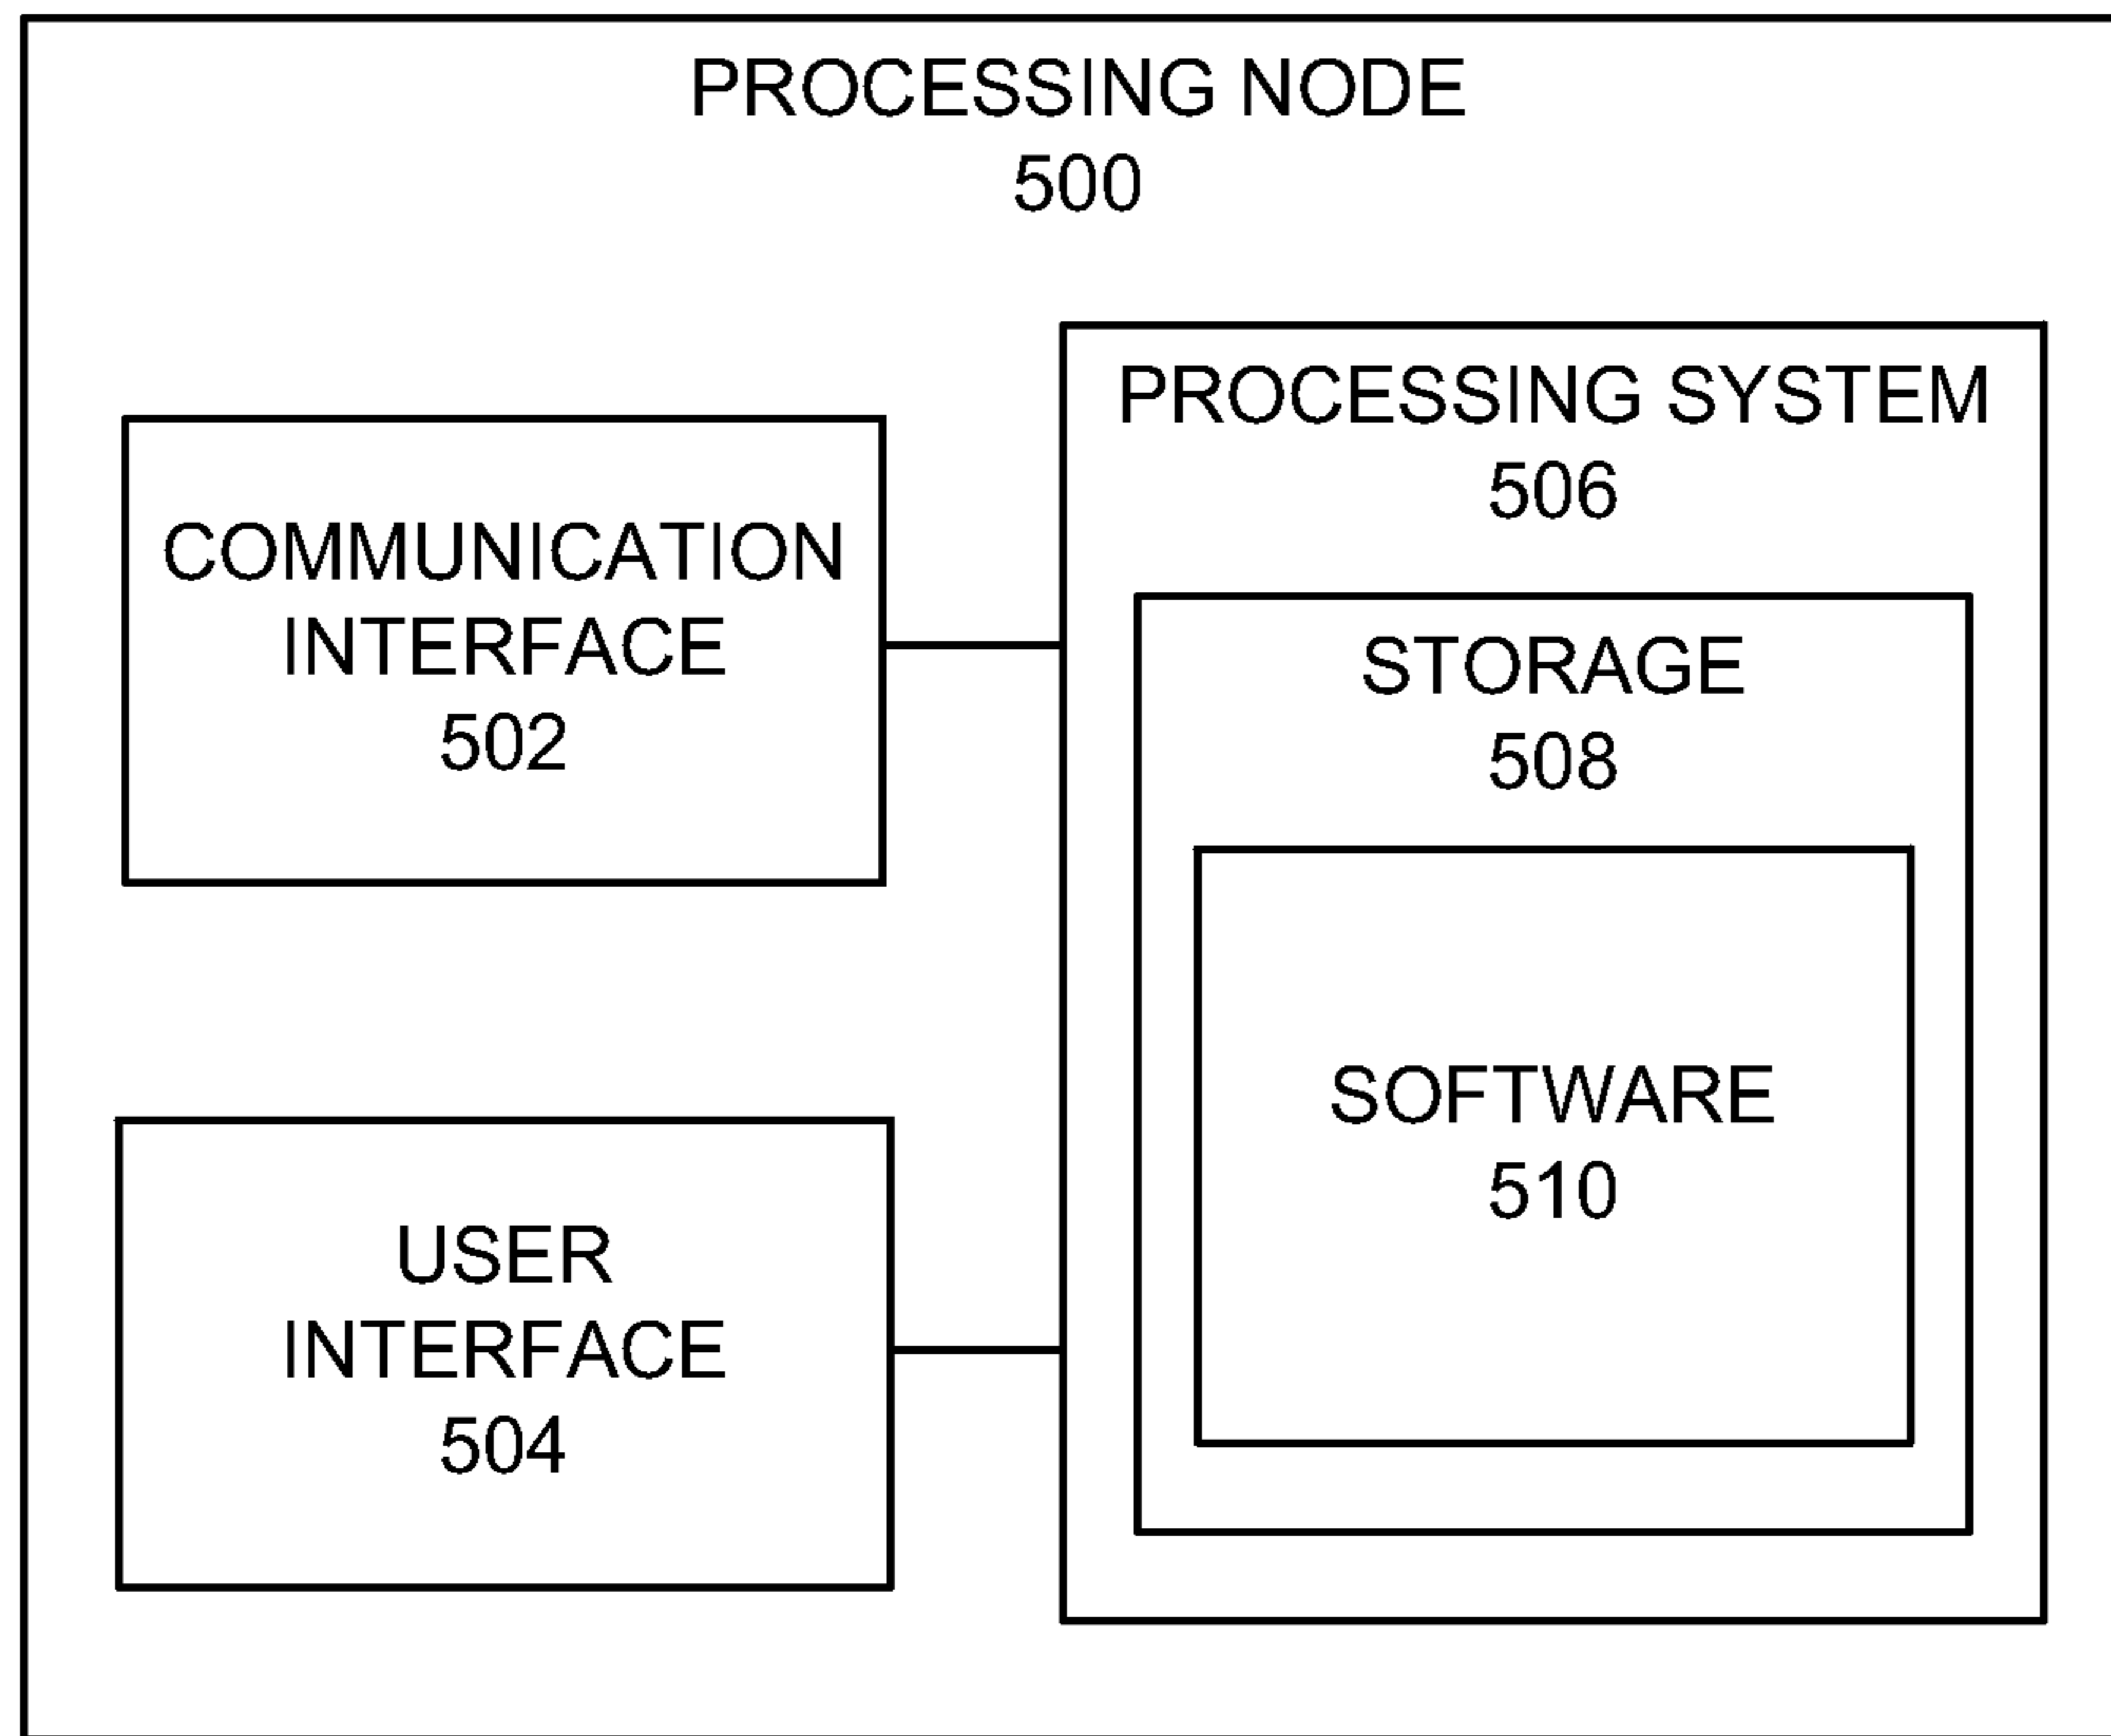 PROCESSING NODE
500
COMMUNICATION
INTERFACE
502
USER
INTERFACE
504
PROCESSING SYSTEM
506
STORAGE
508
SOFTWARE
510